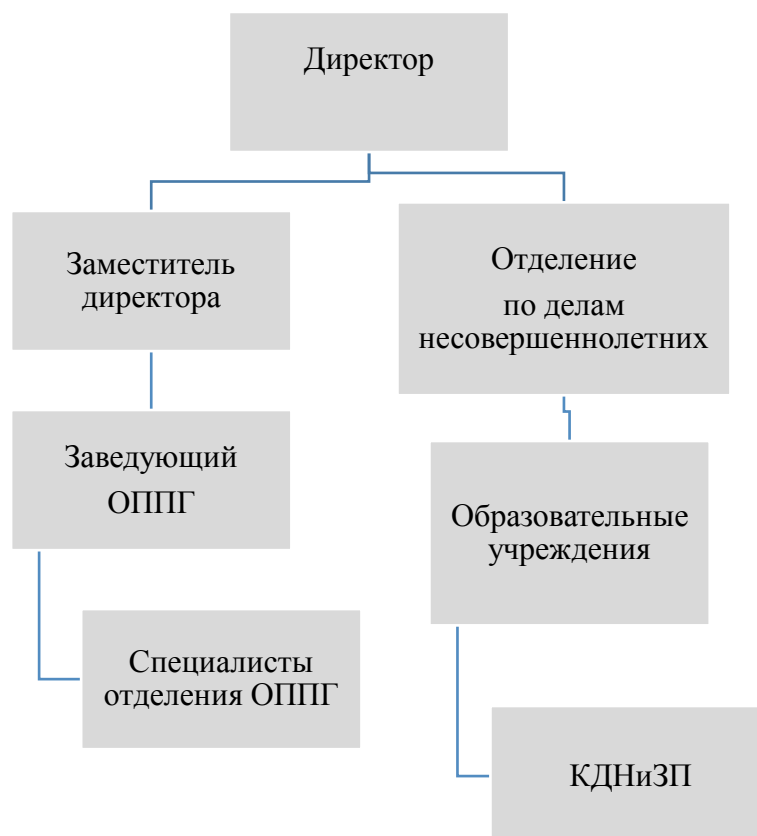 Директор
Заместитель
директора
Отделение
по делам
несовершеннолетних
Заведующий
ОППГ
Образовательные
учреждения
Специалисты
отделения ОППГ
КДНиЗП